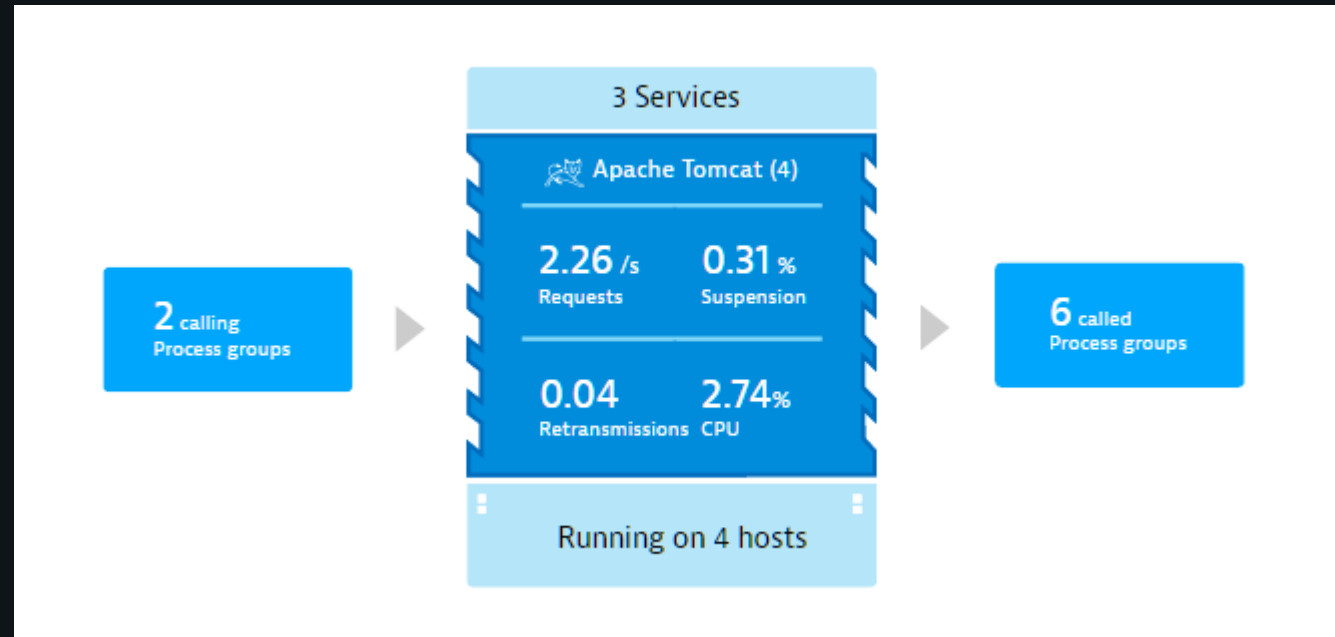 3 Services
Apache Tomcat (4)
2.26 /s
Requests
0.31 %
Suspension
0.04
Retransmissions
2.74%
CPU
Running on 4 hosts
2 calling
Process groups
6 called
Process groups